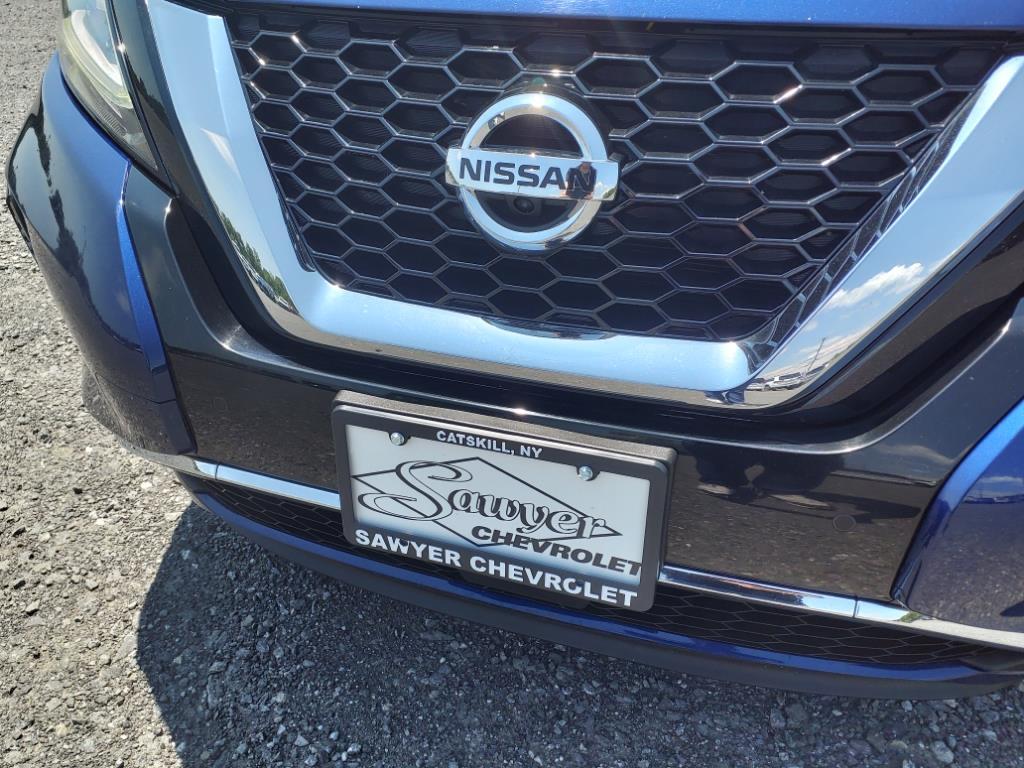 NISSAN
CATSKILL, NY
Sawyer
CHEVROLET
SAWYER CHEVROLET